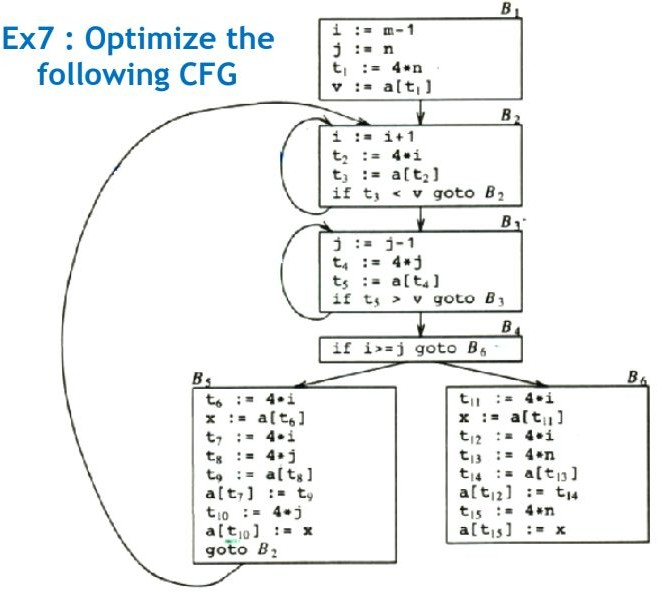 Ex7 : Optimize the
following CFG
B₁
i := m-1
j := n
t₁ := 4*n
v := a[t₁]
B₂
i := i+1
t₂ := 4*i
t₃ := a[t₂]
if t₃ < v goto B₂
B₃
j := j-1
t₄ := 4*j
t₅ := a[t₄]
if t₅ > v goto B₃
B₄
if i>=j goto B₆
B₅
t₆ := 4*i
x := a[t₆]
t₇ := 4*i
t₈ := 4*j
t₉ := a[t₈]
a[t₇] := t₉
t₁₀ := 4*j
a[t₁₀] := x
goto B₂
B₆
t₁₁ := 4*i
x := a[t₁₁]
t₁₂ := 4*i
t₁₃ := 4*n
t₁₄ := a[t₁₃]
a[t₁₂] := t₁₄
t₁₅ := 4*n
a[t₁₅] := x